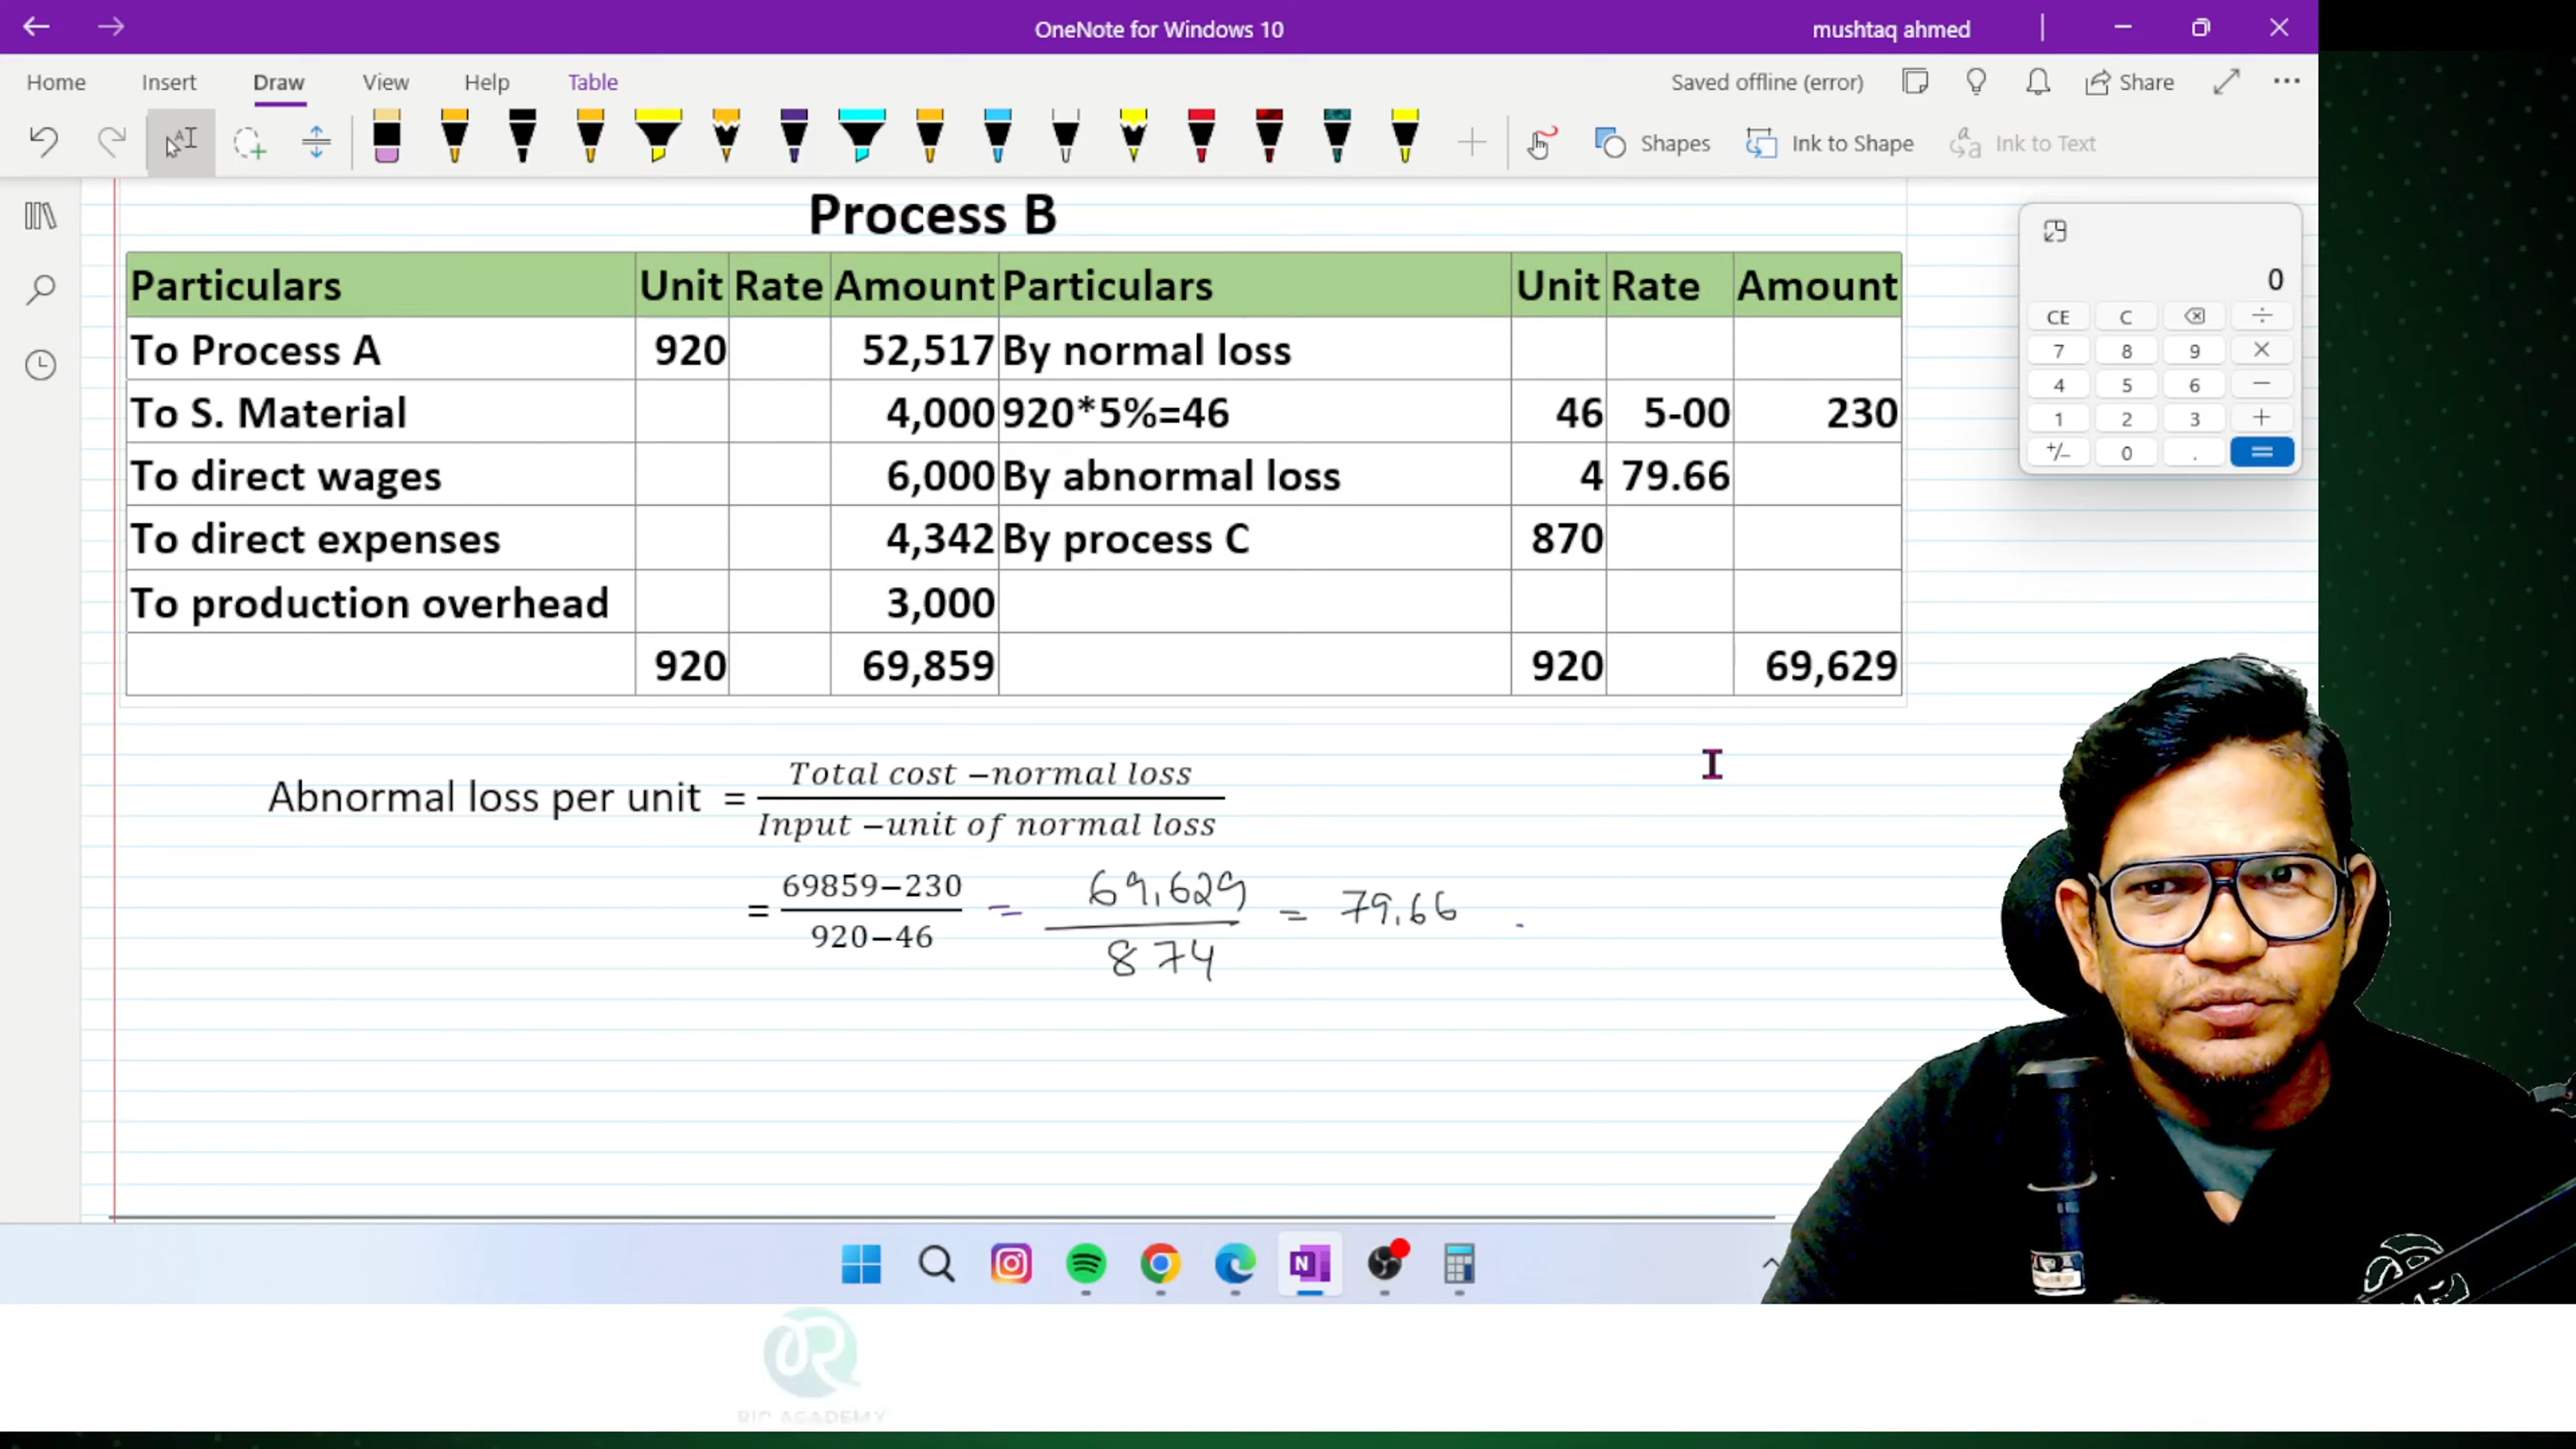 OneNote for Windows 10
mushtaq ahmed
Home Insert Draw View Help Table
Saved offline (error) Share
Shapes Ink to Shape Ink to Text
Process B
Particulars Unit Rate Amount Particulars Unit Rate Amount
To Process A 920 52,517 By normal loss
To S. Material 4,000 920*5%=46 46 5-00 230
To direct wages 6,000 By abnormal loss 4 79.66
To direct expenses 4,342 By process C 870
To production overhead 3,000
920 69,859 920 69,629
0
CE C ÷
7 8 9 ×
4 5 6 −
1 2 3 +
+/− 0 . =
Abnormal loss per unit = Total cost −normal loss
Input −unit of normal loss
= 69859−230 = 69,629 = 79.66
920−46 874
RIC ACADEMY